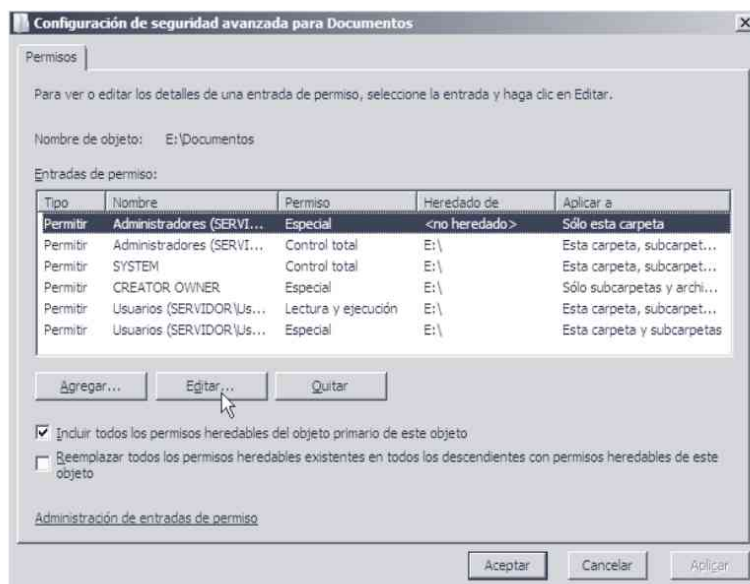 Configuración de seguridad avanzada para Documentos
Permisos
Para ver o editar los detalles de una entrada de permiso, seleccione la entrada y haga clic en Editar.
Nombre de objeto: E:\Documentos
Entradas de permiso:
Tipo Nombre Permiso Heredado de Aplicar a
Permitir Administradores (SERVI... Especial <no heredado> Sólo esta carpeta
Permitir Administradores (SERVI... Control total E:\ Esta carpeta, subcarpet...
Permitir SYSTEM Control total E:\ Esta carpeta, subcarpet...
Permitir CREATOR OWNER Especial E:\ Sólo subcarpetas y archi...
Permitir Usuarios (SERVIDOR\Us... Lectura y ejecución E:\ Esta carpeta, subcarpet...
Permitir Usuarios (SERVIDOR\Us... Especial E:\ Esta carpeta y subcarpetas
Agregar... Editar... Quitar
Incluir todos los permisos heredables del objeto primario de este objeto
Reemplazar todos los permisos heredables existentes en todos los descendientes con permisos heredables de este
objeto
Administración de entradas de permiso
Aceptar Cancelar Aplicar